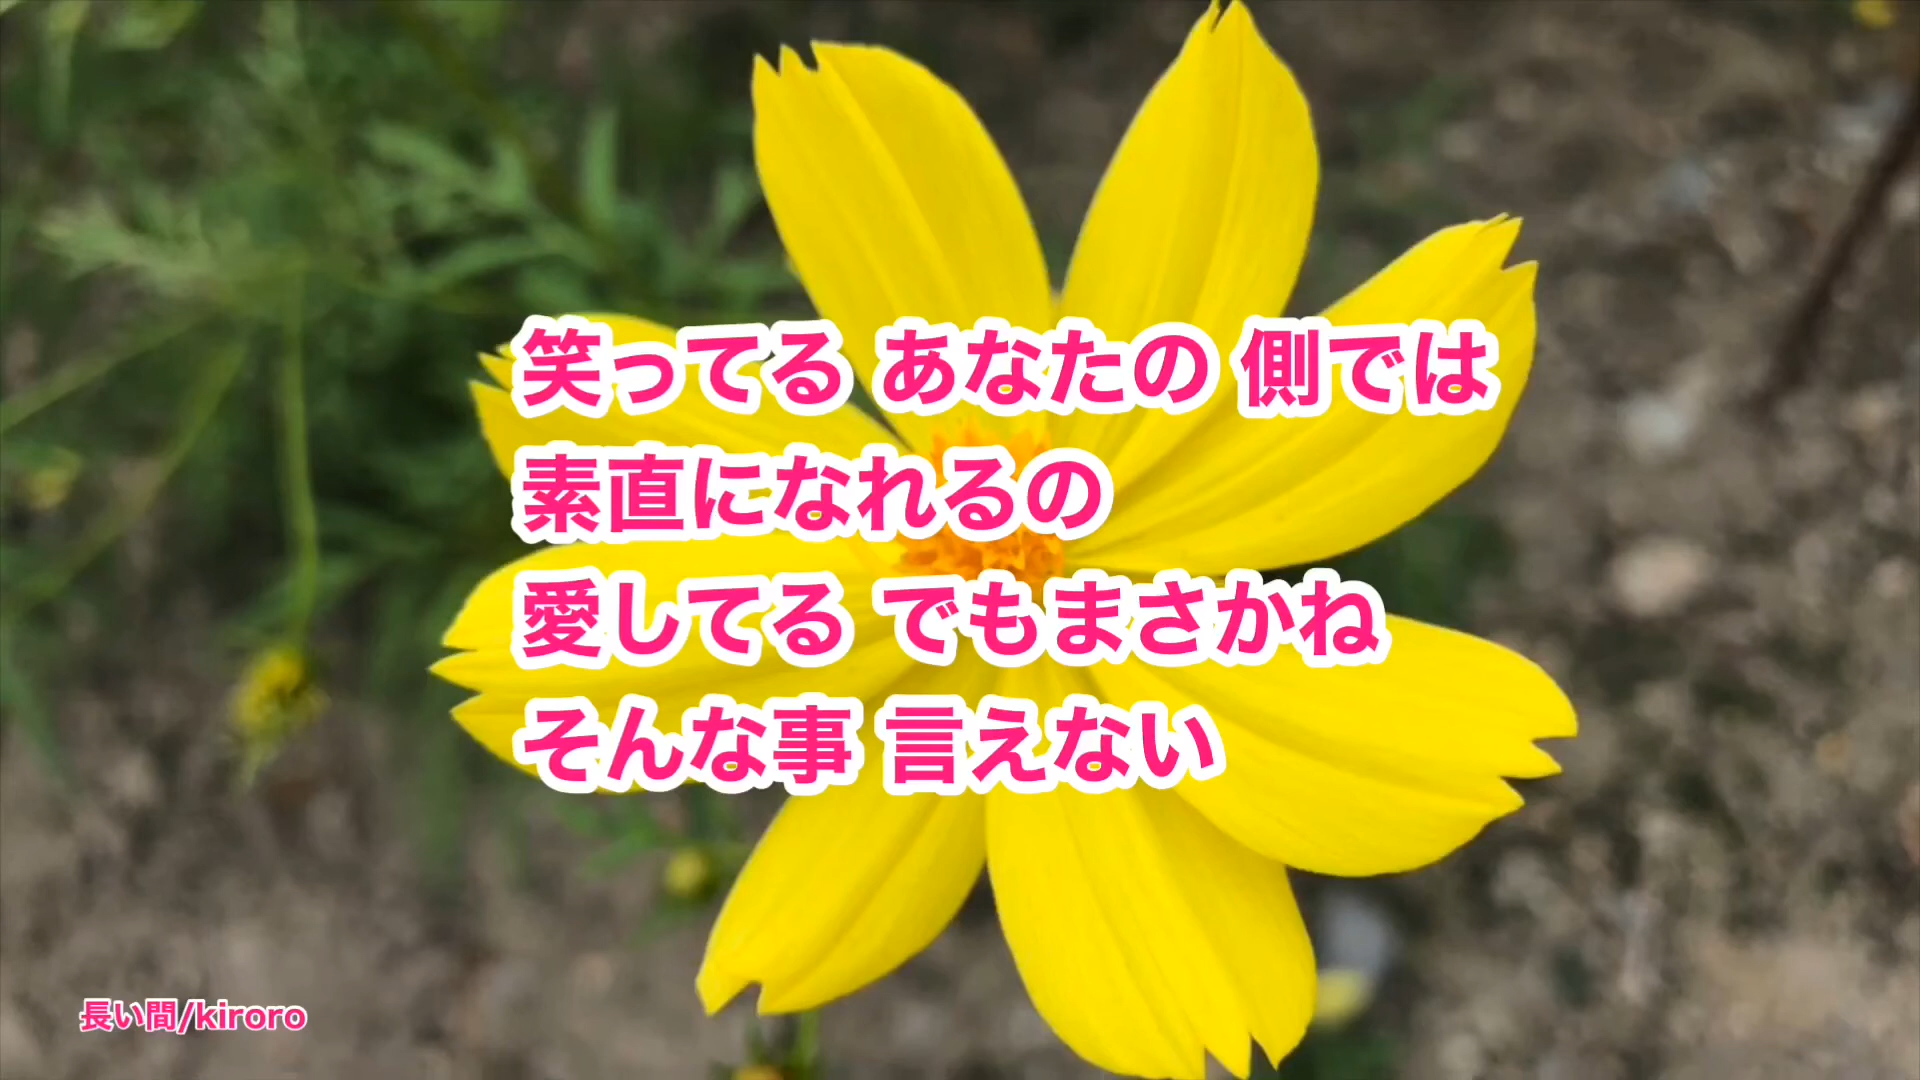 笑ってる あなたの 側では
素直になれるの
愛してる でもまさかね
そんな事 言えない
長い間/kiroro